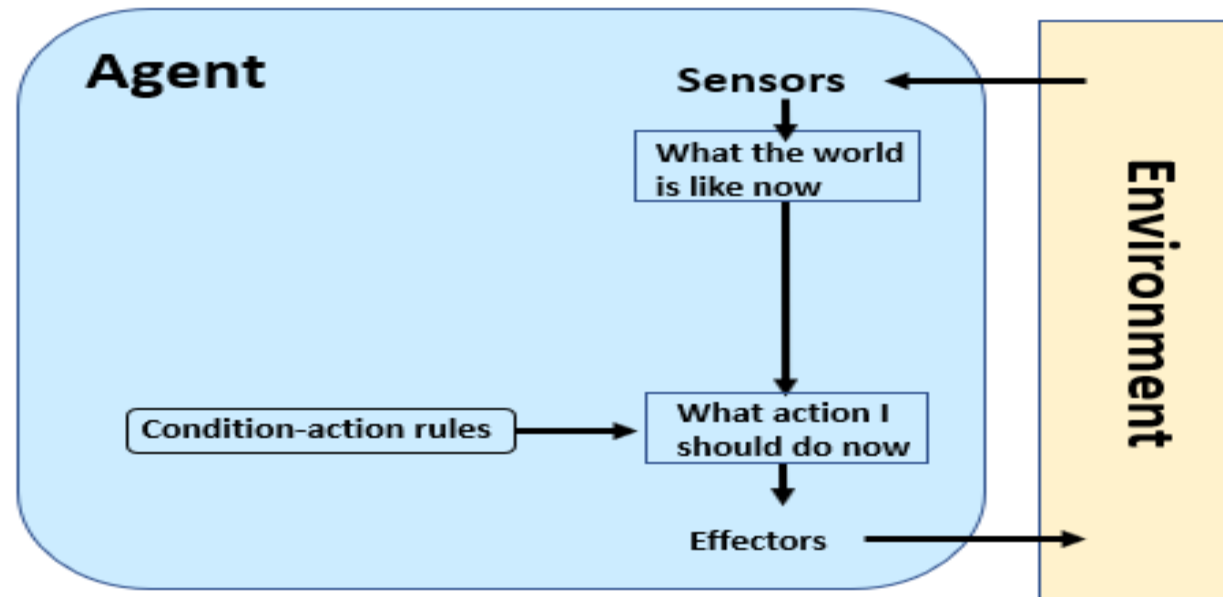 Agent
Sensors
What the world
is like now
Environment
Condition-action rules
What action I
should do now
Effectors